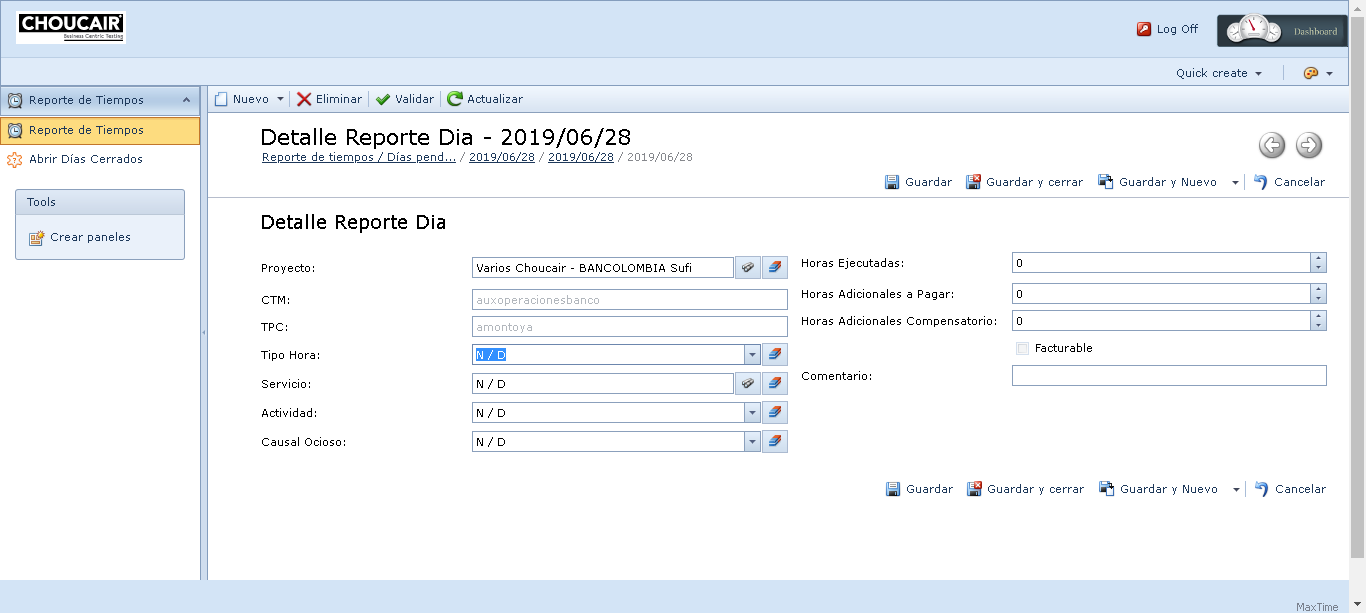 CHOUCAIR
Business Centric Testing
Log Off
Dashboard
Quick create
Reporte de Tiempos
Reporte de Tiempos
Abrir Días Cerrados
Tools
Crear paneles
Nuevo Eliminar Validar Actualizar
Detalle Reporte Dia - 2019/06/28
Reporte de tiempos / Días pend... / 2019/06/28 / 2019/06/28 / 2019/06/28
Guardar Guardar y cerrar Guardar y Nuevo Cancelar
Detalle Reporte Dia
Proyecto: Varios Choucair - BANCOLOMBIA Sufi
CTM: auxoperacionesbanco
TPC: amontoya
Tipo Hora: N / D
Servicio: N / D
Actividad: N / D
Causal Ocioso: N / D
Horas Ejecutadas: 0
Horas Adicionales a Pagar: 0
Horas Adicionales Compensatorio: 0
Facturable
Comentario:
Guardar Guardar y cerrar Guardar y Nuevo Cancelar
MaxTime